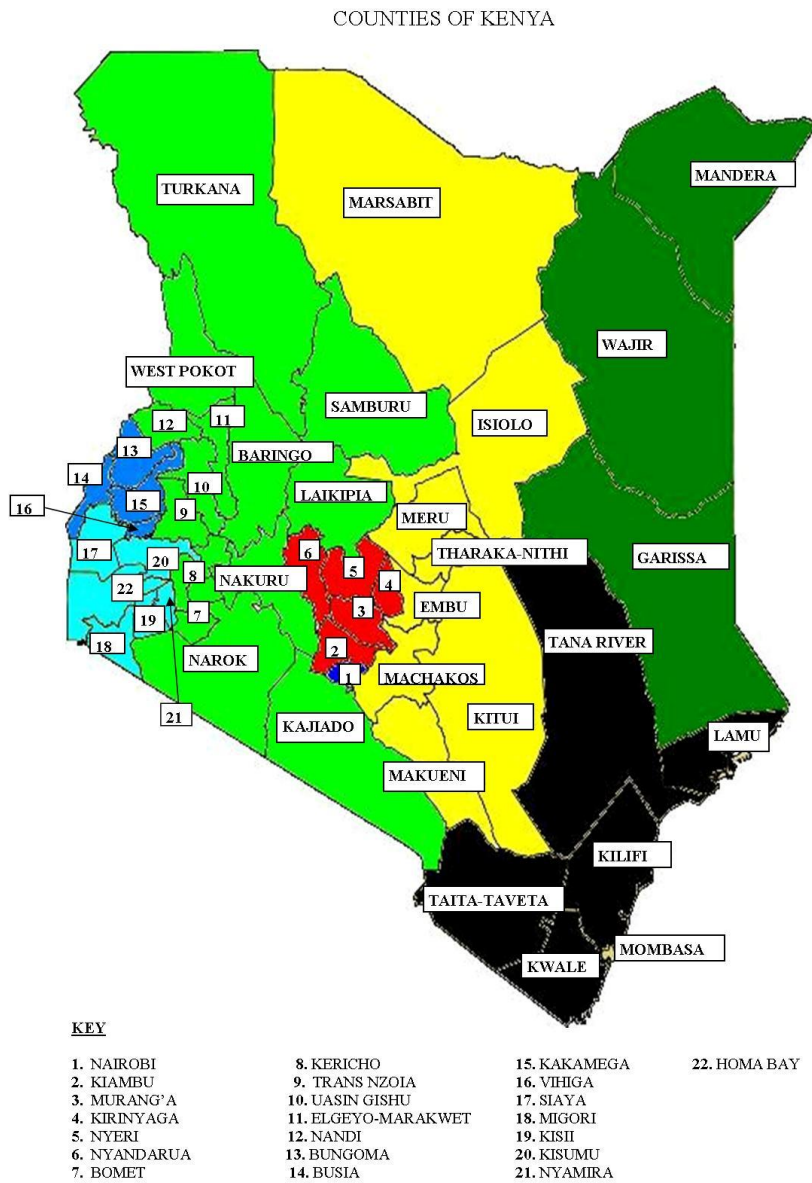 COUNTIES OF KENYA
MANDERA
TURKANA
MARSABIT
WAJIR
WEST POKOT
SAMBURU
11
12
ISIOLO
13
BARINGO
14
10
LAIKIPIA
15
16
9
MERU
THARAKA-NITHI
6
17
20
5
GARISSA
8
NAKURU
4
22
EMBU
7
3
19
TANA RIVER
18
2
NAROK
1
MACHAKOS
21
KITUI
KAJIADO
LAMU
MAKUENI
KILIFI
TAITA-TAVETA
MOMBASA
KWALE
KEY
1. NAIROBI
2. KIAMBU
3. MURANG'A
4. KIRINYAGA
5. NYERI
6. NYANDARUA
7. BOMET
8. KERICHO
9. TRANS NZOIA
10. UASIN GISHU
11. ELGEYO-MARAKWET
12. NANDI
13. BUNGOMA
14. BUSIA
15. KAKAMEGA
16. VIHIGA
17. SIAYA
18. MIGORI
19. KISII
20. KISUMU
21. NYAMIRA
22. HOMA BAY